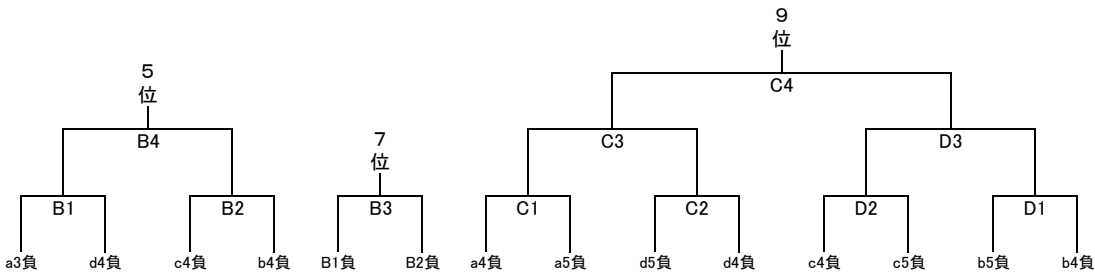 9
位
C4
5
位
B4
7
位
C3
D3
B1
B2
B3
C1
C2
D2
D1
a3負
d4負
c4負
b4負
B1負
B2負
a4負
a5負
d5負
d4負
c4負
c5負
b5負
b4負